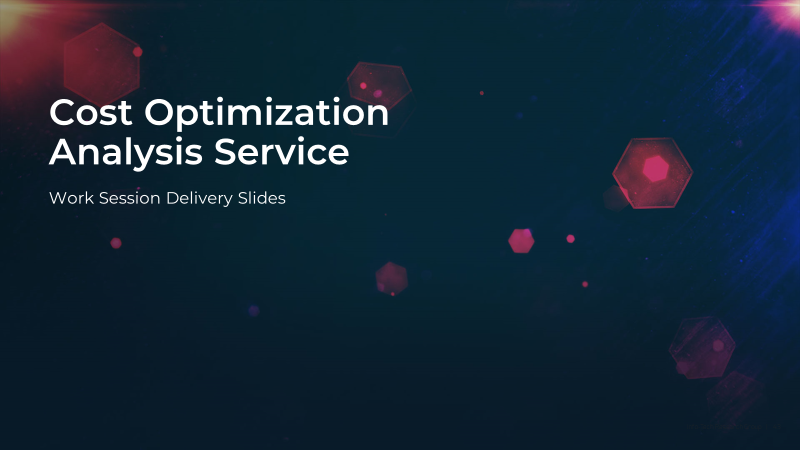 Cost Optimization
Analysis Service
Work Session Delivery Slides